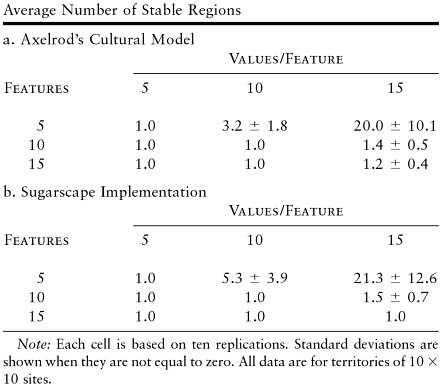 Average Number of Stable Regions
a. Axelrod's Cultural Model
VALUES/FEATURE
FEATURES 5 10 15
5 1.0 3.2 ± 1.8 20.0 ± 10.1
10 1.0 1.0 1.4 ± 0.5
15 1.0 1.0 1.2 ± 0.4
b. Sugarscape Implementation
VALUES/FEATURE
FEATURES 5 10 15
5 1.0 5.3 ± 3.9 21.3 ± 12.6
10 1.0 1.0 1.5 ± 0.7
15 1.0 1.0 1.0
Note: Each cell is based on ten replications. Standard deviations are
shown when they are not equal to zero. All data are for territories of 10 ×
10 sites.